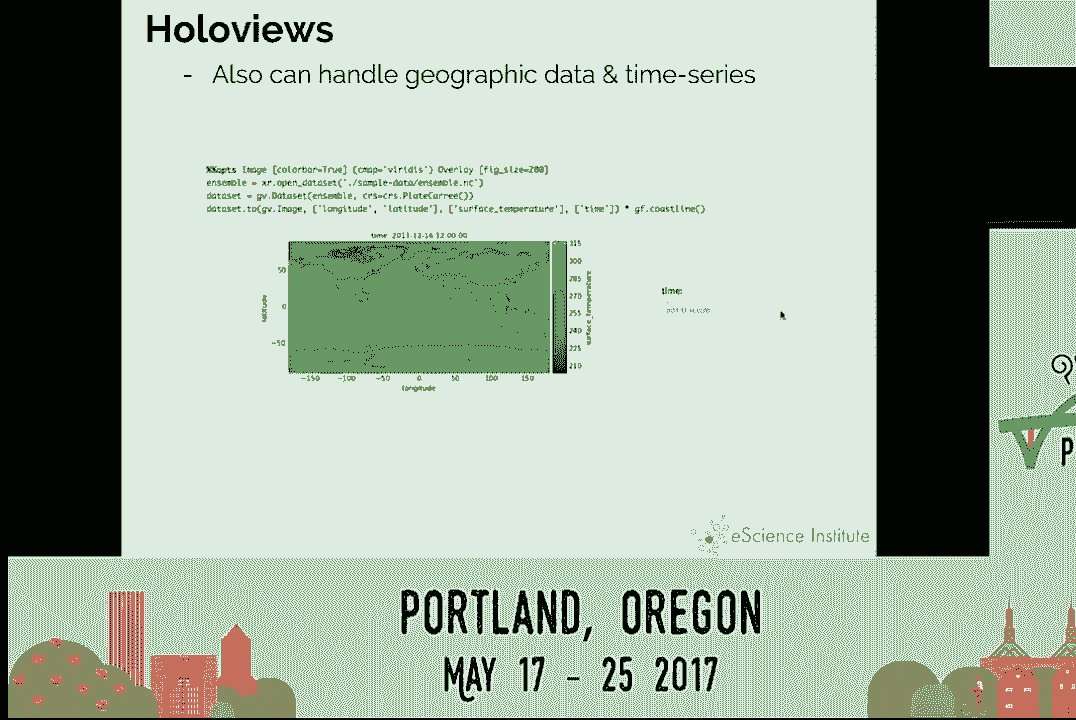 Holoviews
- Also can handle geographic data & time-series
%%opts Image [colorbar=True] (cmap='viridis') Overlay [fig_size=200]
ensemble = xr.open_dataset('./sample-data/ensemble.nc')
dataset = gv.Dataset(ensemble, crs=crs.PlateCarree())
dataset.to(gv.Image, ['longitude', 'latitude'], ['surface_temperature'], ['time']) * gf.coastline()
time: 2011-12-16 12:00:00
50
0
-50
latitude
-150 -100 -50 0 50 100 150
longitude
315
300
285
270
255
240
225
210
surface_temperature
time:
eScience Institute
P
PORTLAND, OREGON
MAY 17 - 25 2017